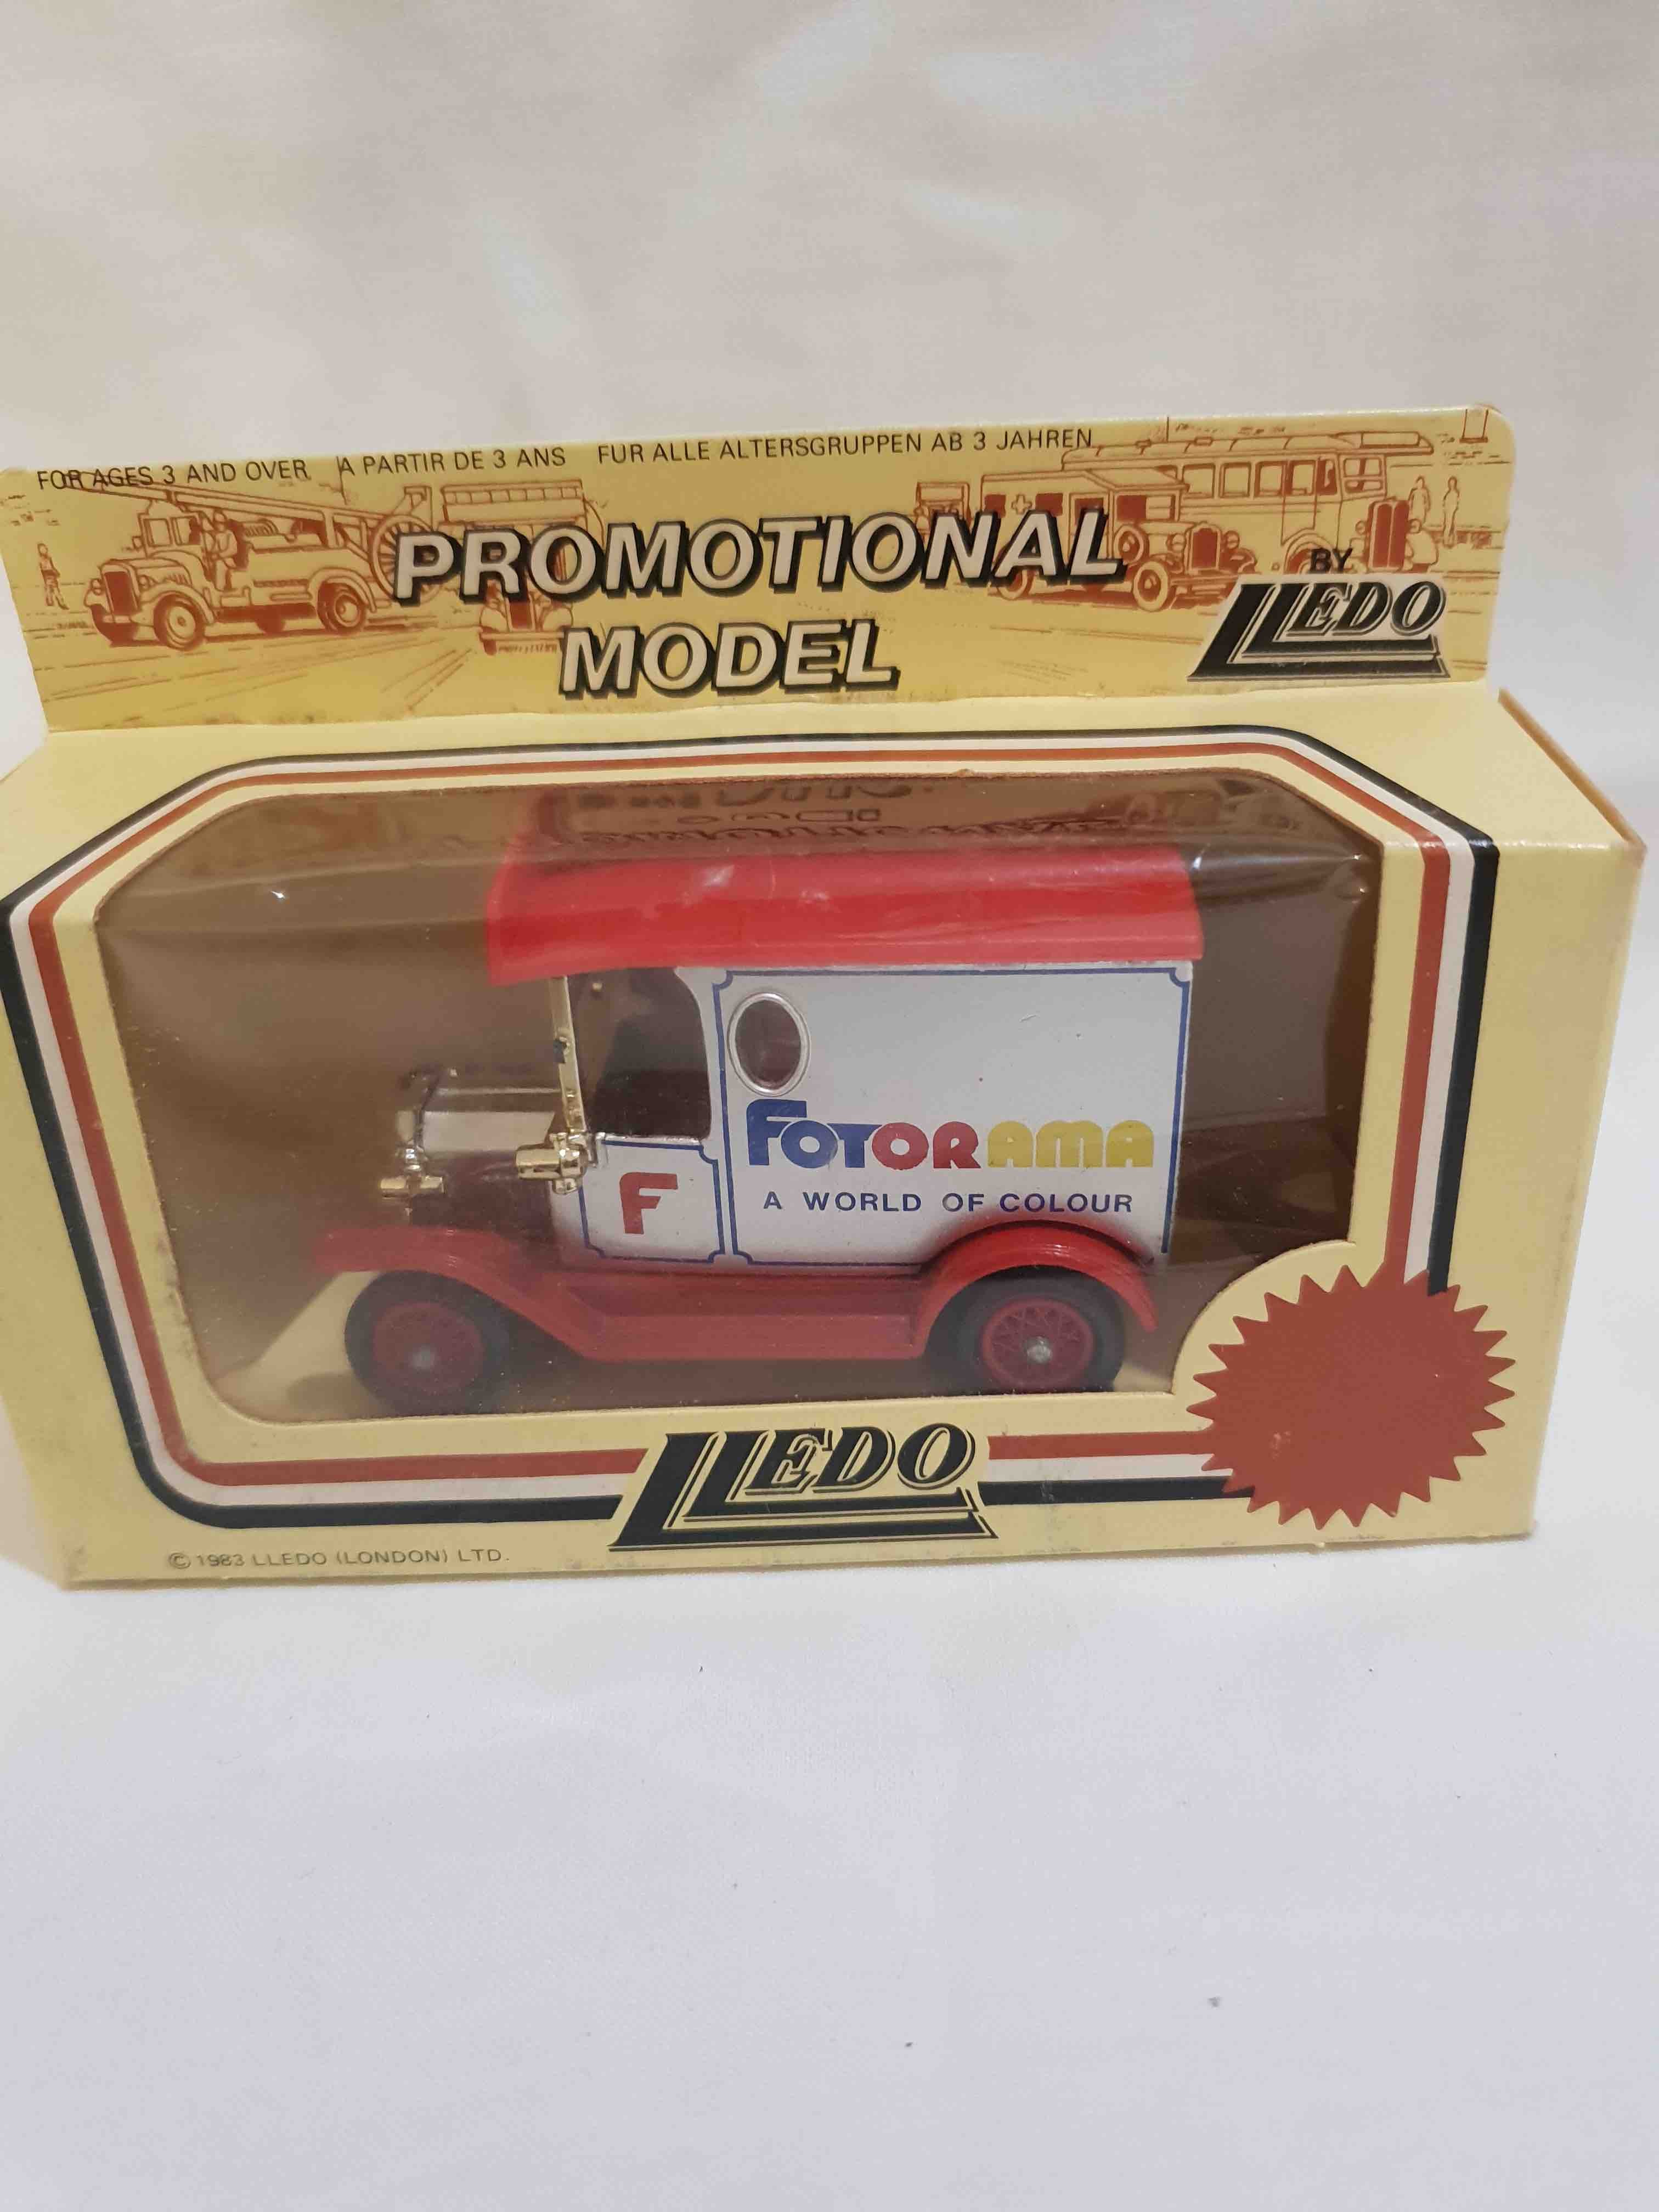 FOR AGES 3 AND OVER A PARTIR DE 3 ANS FUR ALLE ALTERSGRUPPEN AB 3 JAHREN
PROMOTIONAL
MODEL
BY
LLEDO
FOTORAMA
F
A WORLD OF COLOUR
LLEDO
© 1983 LLEDO (LONDON) LTD.